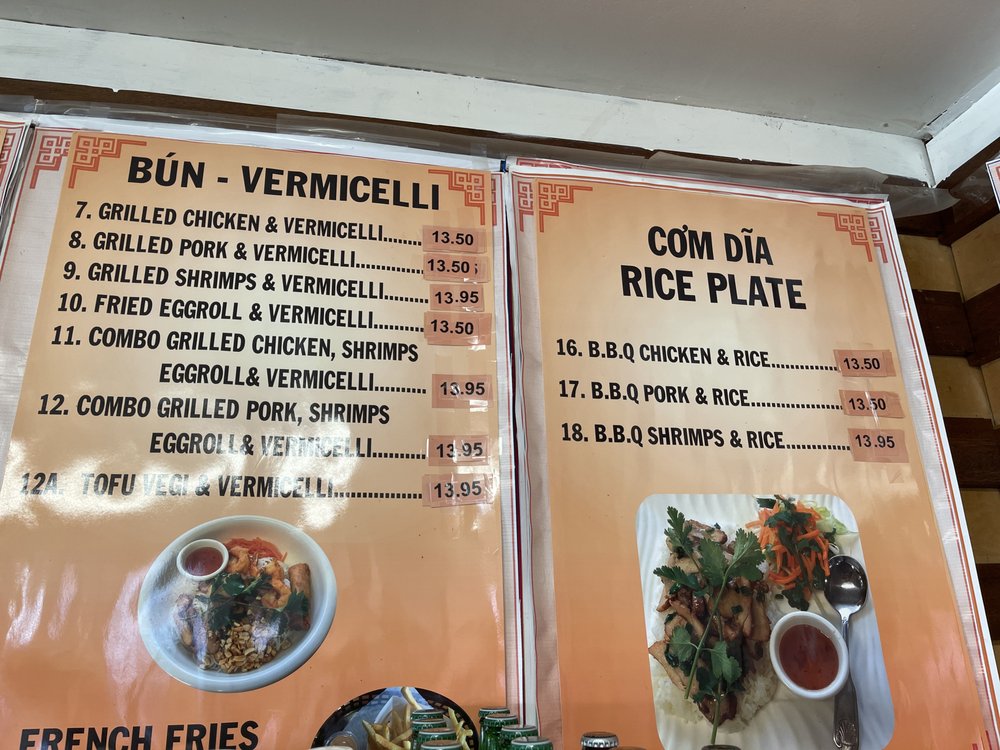 BÚN - VERMICELLI
7. GRILLED CHICKEN & VERMICELLI....... 13.50
8. GRILLED PORK & VERMICELLI............ 13.50
9. GRILLED SHRIMPS & VERMICELLI....... 13.95
10. FRIED EGGROLL & VERMICELLI........ 13.50
11. COMBO GRILLED CHICKEN, SHRIMPS
EGGROLL& VERMICELLI......... 13.95
12. COMBO GRILLED PORK, SHRIMPS
EGGROLL& VERMICELLI......... 13.95
12A. TOFU VEGI & VERMICELLI............... 13.95
FRENCH FRIES
CƠM DĨA
RICE PLATE
16. B.B.Q CHICKEN & RICE............ 13.50
17. B.B.Q PORK & RICE................ 13.50
18. B.B.Q SHRIMPS & RICE........... 13.95